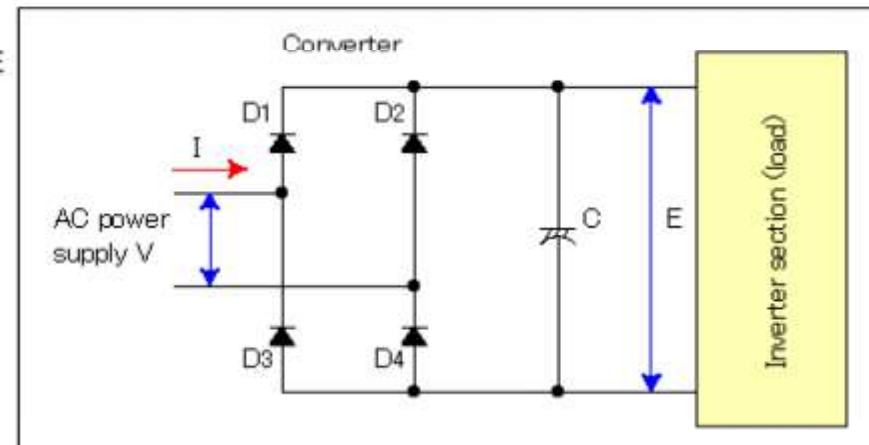 Converter
D1
D2
I
AC power
supply V
C
E
D3
D4
Inverter section (load)